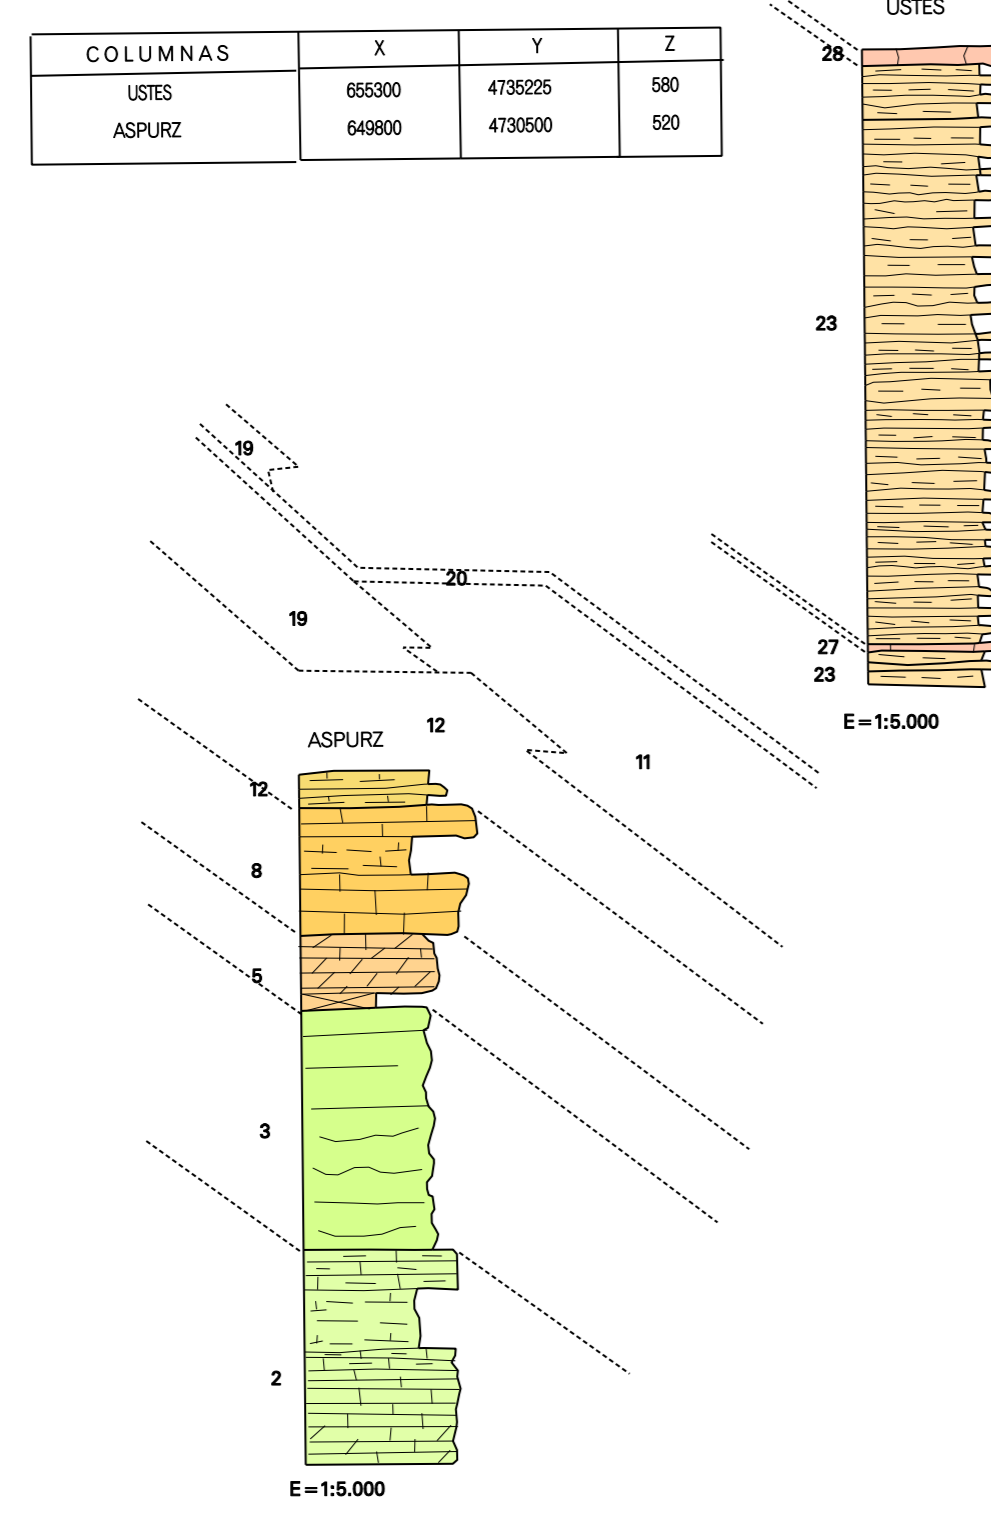 USTES
COLUMNAS X Y Z
USTES 655300 4735225 580
ASPURZ 649800 4730500 520
28
23
19
20
19
27
23
E=1:5.000
12
ASPURZ
11
12
8
5
3
2
E=1:5.000